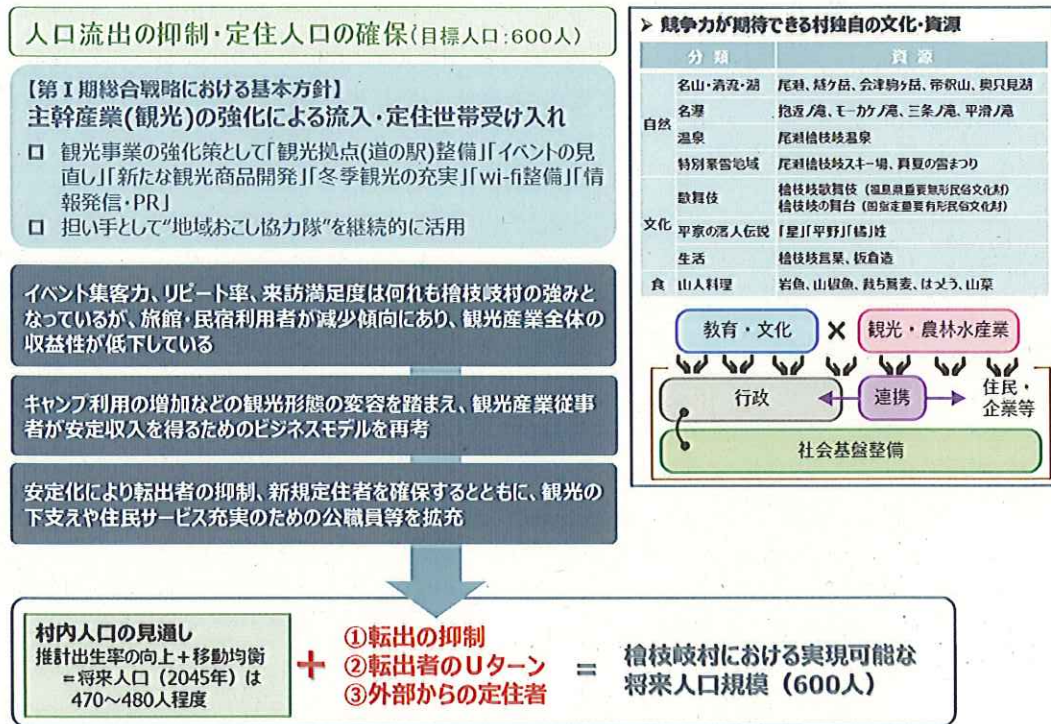 人口流出の抑制・定住人口の確保(目標人口:600人)
【第Ⅰ期総合戦略における基本方針】
主幹産業(観光)の強化による流入・定住世帯受け入れ
□ 観光事業の強化策として「観光拠点(道の駅)整備」「イベントの見
直し」「新たな観光商品開発」「冬季観光の充実」「wi-fi整備」「情
報発信・PR」
□ 担い手として“地域おこし協力隊”を継続的に活用
イベント集客力、リピート率、来訪満足度は何れも檜枝岐村の強みと
なっているが、旅館・民宿利用者が減少傾向にあり、観光産業全体の
収益性が低下している
キャンプ利用の増加などの観光形態の変容を踏まえ、観光産業従事
者が安定収入を得るためのビジネスモデルを再考
安定化により転出者の抑制、新規定住者を確保するとともに、観光の
下支えや住民サービス充実のための公職員等を拡充
➢ 競争力が期待できる村独自の文化・資源
分類 資源
自然 名山・清流・湖 尾瀬、燧ケ岳、会津駒ヶ岳、帝釈山、奥只見湖
名瀑 抱返ノ滝、モーカケノ滝、三条ノ滝、平滑ノ滝
温泉 尾瀬檜枝岐温泉
特別豪雪地域 尾瀬檜枝岐スキー場、真夏の雪まつり
文化 歌舞伎 檜枝岐歌舞伎（福島県重要無形民俗文化財）
檜枝岐の舞台（国指定重要有形民俗文化財）
平家の落人伝説 「星」「平野」「橘」姓
生活 檜枝岐言葉、板倉造
食 山人料理 岩魚、山椒魚、裁ち蕎麦、はっとう、山菜
教育・文化 × 観光・農林水産業
行政 連携 住民・
企業等
社会基盤整備
村内人口の見通し
推計出生率の向上+移動均衡
=将来人口（2045年）は
470～480人程度
+
①転出の抑制
②転出者のUターン
③外部からの定住者
=
檜枝岐村における実現可能な
将来人口規模（600人）